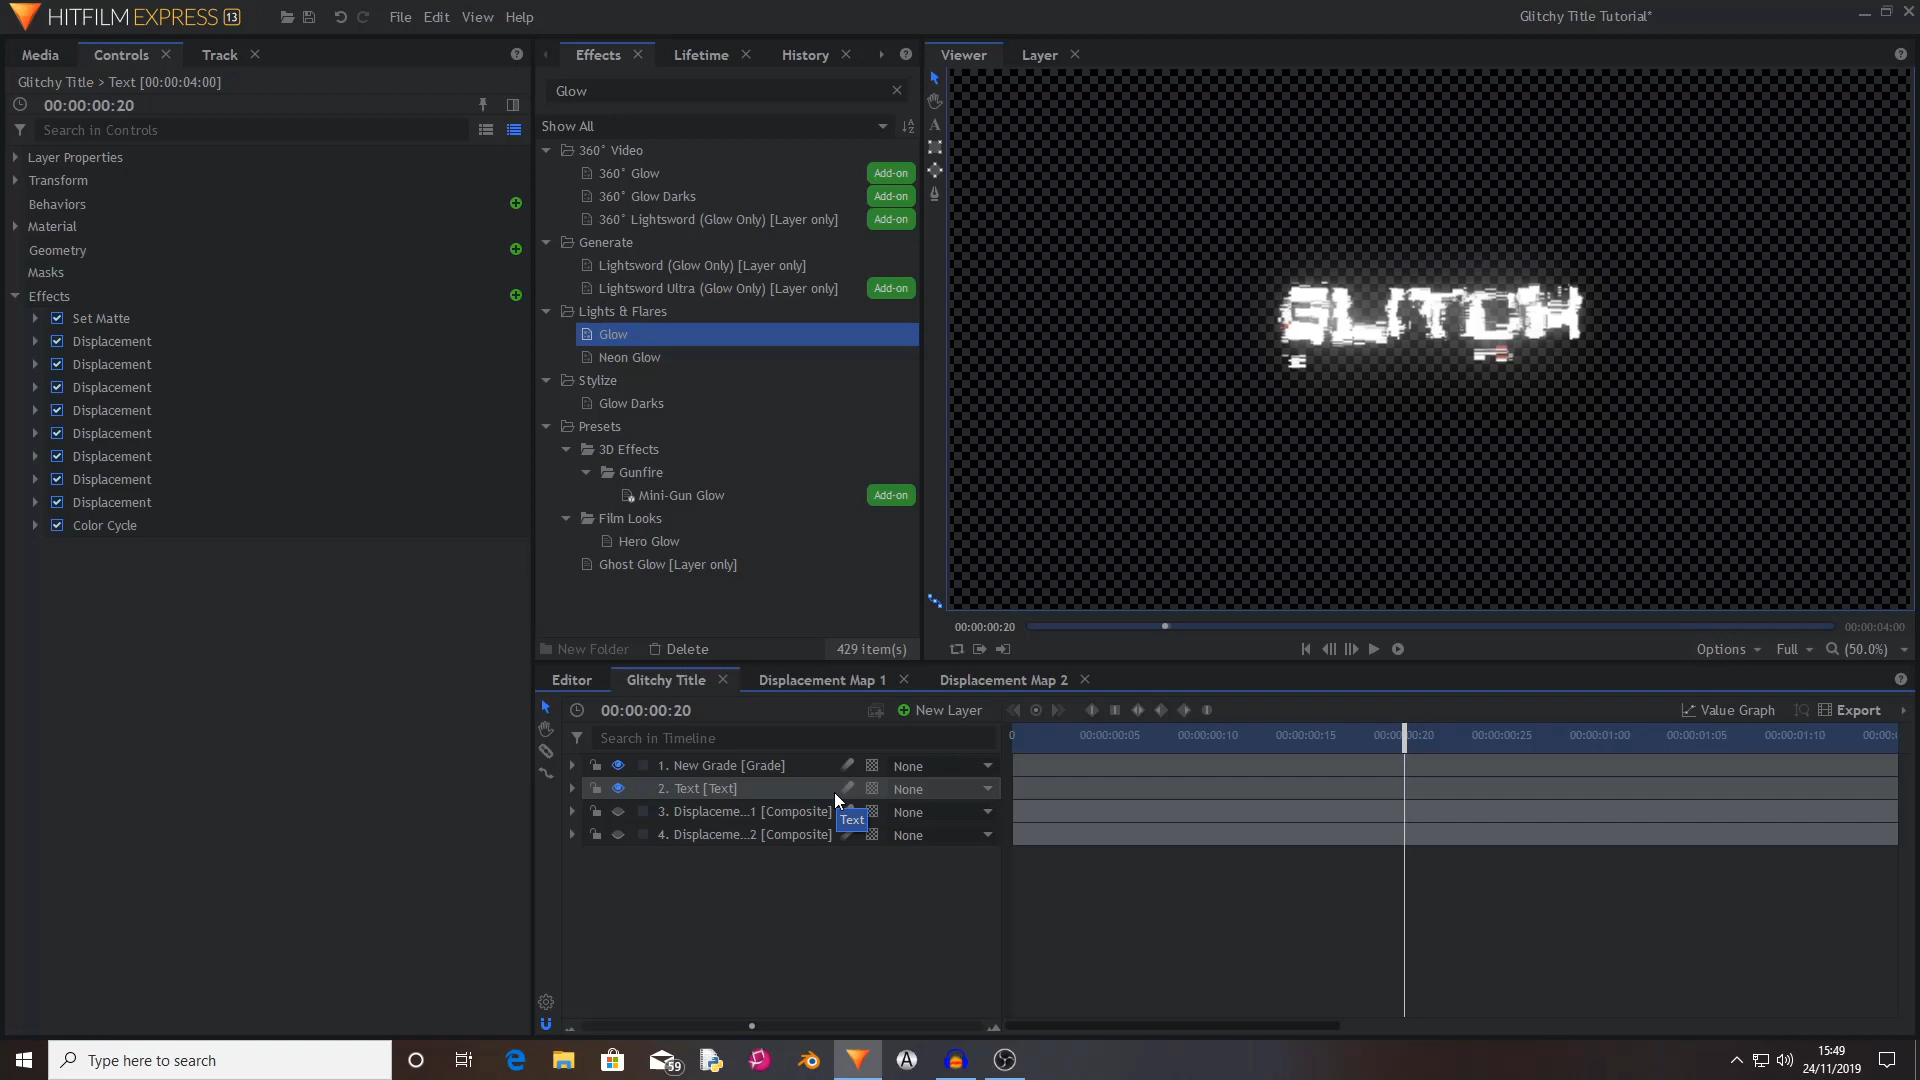 HITFILM EXPRESS 13
File Edit View Help
Glitchy Title Tutorial*
Media Controls Track
Glitchy Title > Text [00:00:04:00]
00:00:00:20
Search in Controls
Layer Properties
Transform
Behaviors
Material
Geometry
Masks
Effects
Set Matte
Displacement
Displacement
Displacement
Displacement
Displacement
Displacement
Displacement
Displacement
Color Cycle
Effects Lifetime History
Glow
Show All
360° Video
360° Glow Add-on
360° Glow Darks Add-on
360° Lightsword (Glow Only) [Layer only] Add-on
Generate
Lightsword (Glow Only) [Layer only]
Lightsword Ultra (Glow Only) [Layer only] Add-on
Lights & Flares
Glow
Neon Glow
Stylize
Glow Darks
Presets
3D Effects
Gunfire
Mini-Gun Glow Add-on
Film Looks
Hero Glow
Ghost Glow [Layer only]
New Folder Delete 429 item(s)
Viewer Layer
GLITCH
00:00:00:20 00:00:04:00
Options Full (50.0%)
Editor Glitchy Title Displacement Map 1 Displacement Map 2
00:00:00:20 New Layer Value Graph Export
Search in Timeline
0 00:00:00:05 00:00:00:10 00:00:00:15 00:00:00:20 00:00:00:25 00:00:01:00 00:00:01:05 00:00:01:10 00:00:
1. New Grade [Grade] None
2. Text [Text] None
3. Displaceme...1 [Composite] None
Text
4. Displaceme...2 [Composite] None
Type here to search
59
15:49
24/11/2019